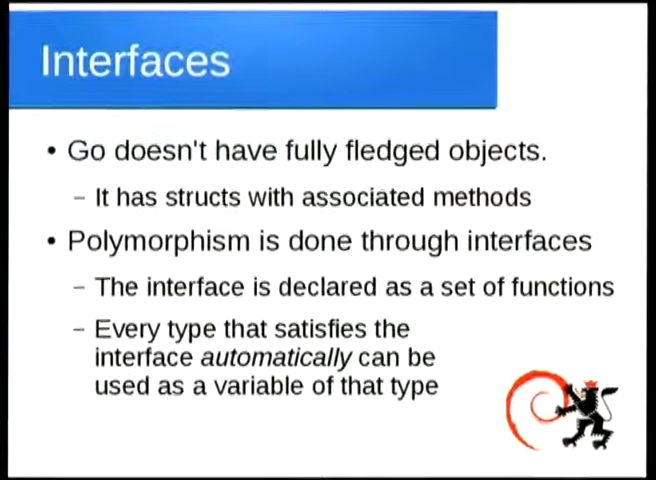 Interfaces
• Go doesn't have fully fledged objects.
– It has structs with associated methods
• Polymorphism is done through interfaces
– The interface is declared as a set of functions
– Every type that satisfies the
interface automatically can be
used as a variable of that type